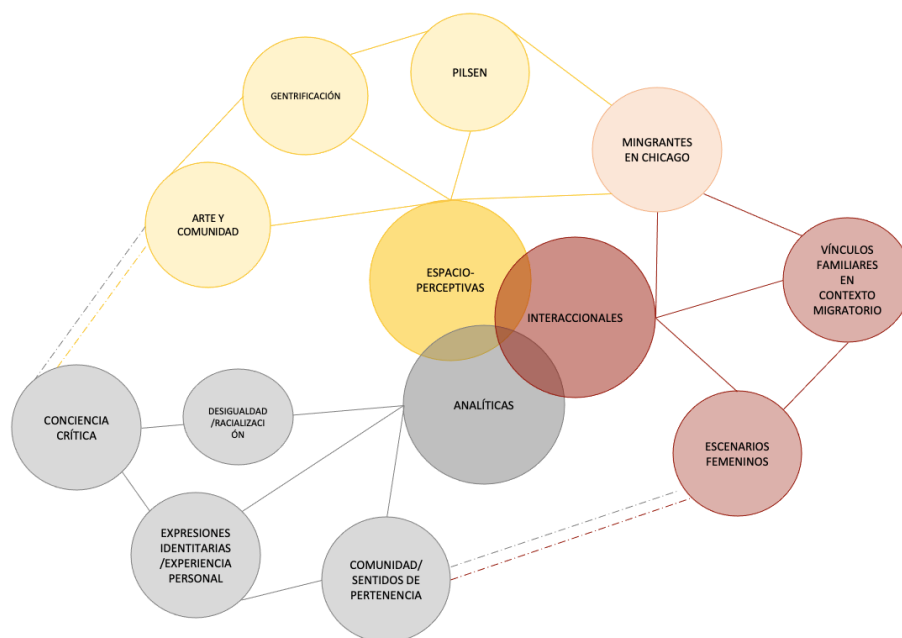 PILSEN
GENTRIFICACIÓN
MINGRANTES
EN CHICAGO
ARTE Y
COMUNIDAD
ESPACIO-
PERCEPTIVAS
VÍNCULOS
FAMILIARES
EN
CONTEXTO
MIGRATORIO
INTERACCIONALES
ANALÍTICAS
DESIGUALDAD
/RACIALIZACI
ÓN
CONCIENCIA
CRÍTICA
ESCENARIOS
FEMENINOS
EXPRESIONES
IDENTITARIAS
/EXPERIENCIA
PERSONAL
COMUNIDAD/
SENTIDOS DE
PERTENENCIA